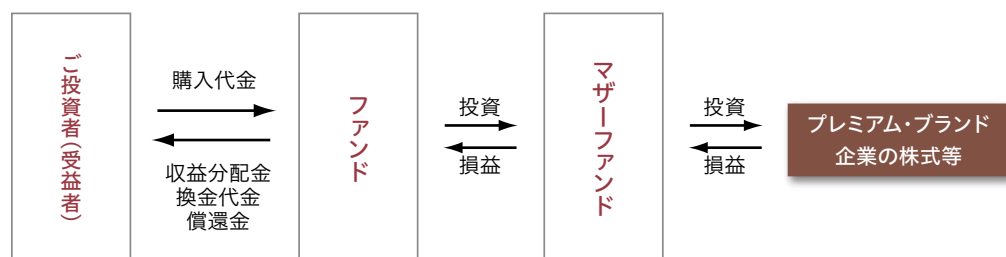 ご投資者(受益者)
購入代金
収益分配金
換金代金
償還金
ファンド
投資
損益
マザーファンド
投資
損益
プレミアム・ブランド
企業の株式等